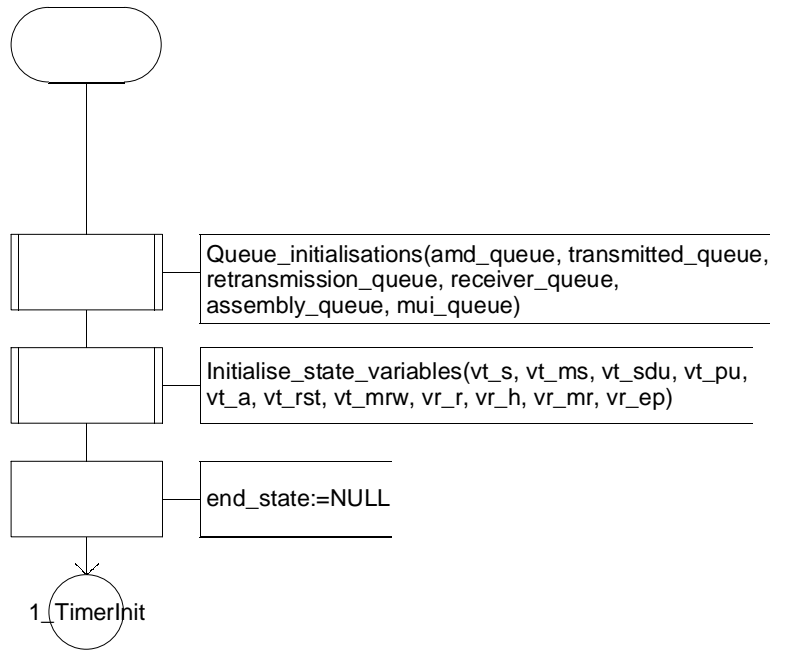 Queue_initialisations(amd_queue, transmitted_queue,
retransmission_queue, receiver_queue,
assembly_queue, mui_queue)
Initialise_state_variables(vt_s, vt_ms, vt_sdu, vt_pu,
vt_a, vt_rst, vt_mrw, vr_r, vr_h, vr_mr, vr_ep)
end_state:=NULL
1_TimerInit